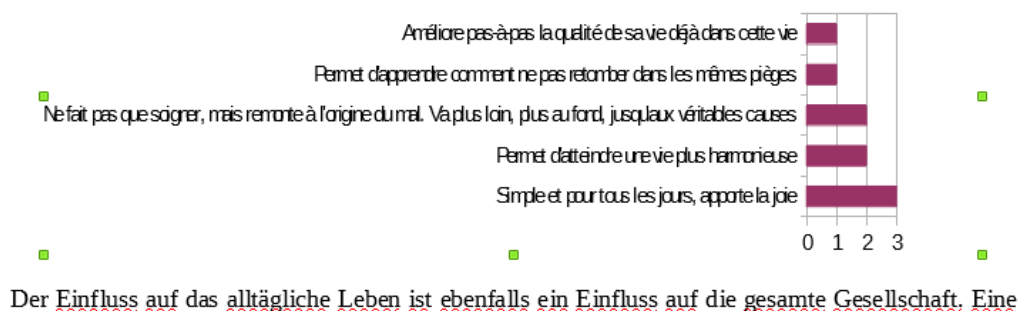 Améliore pas-à-pas la qualité de sa vie déjà dans cette vie
Permet d'apprendre comment ne pas retomber dans les mêmes pièges
Ne fait pas que soigner, mais remonte à l'origine du mal. Va plus loin, plus au fond, jusqu'aux véritables causes
Permet d'atteindre une vie plus harmonieuse
Simple et pour tous les jours, apporte la joie
0 1 2 3
Der Einfluss auf das alltägliche Leben ist ebenfalls ein Einfluss auf die gesamte Gesellschaft. Eine